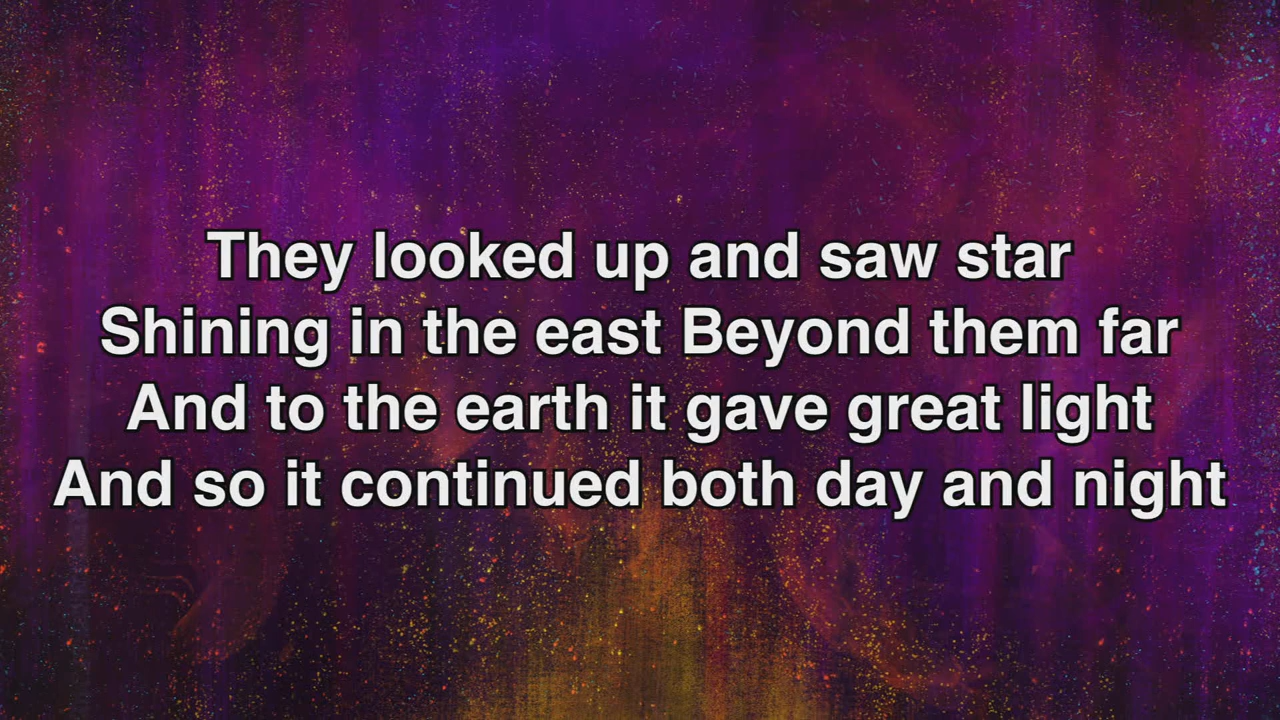 They looked up and saw star
Shining in the east Beyond them far
And to the earth it gave great light
And so it continued both day and night